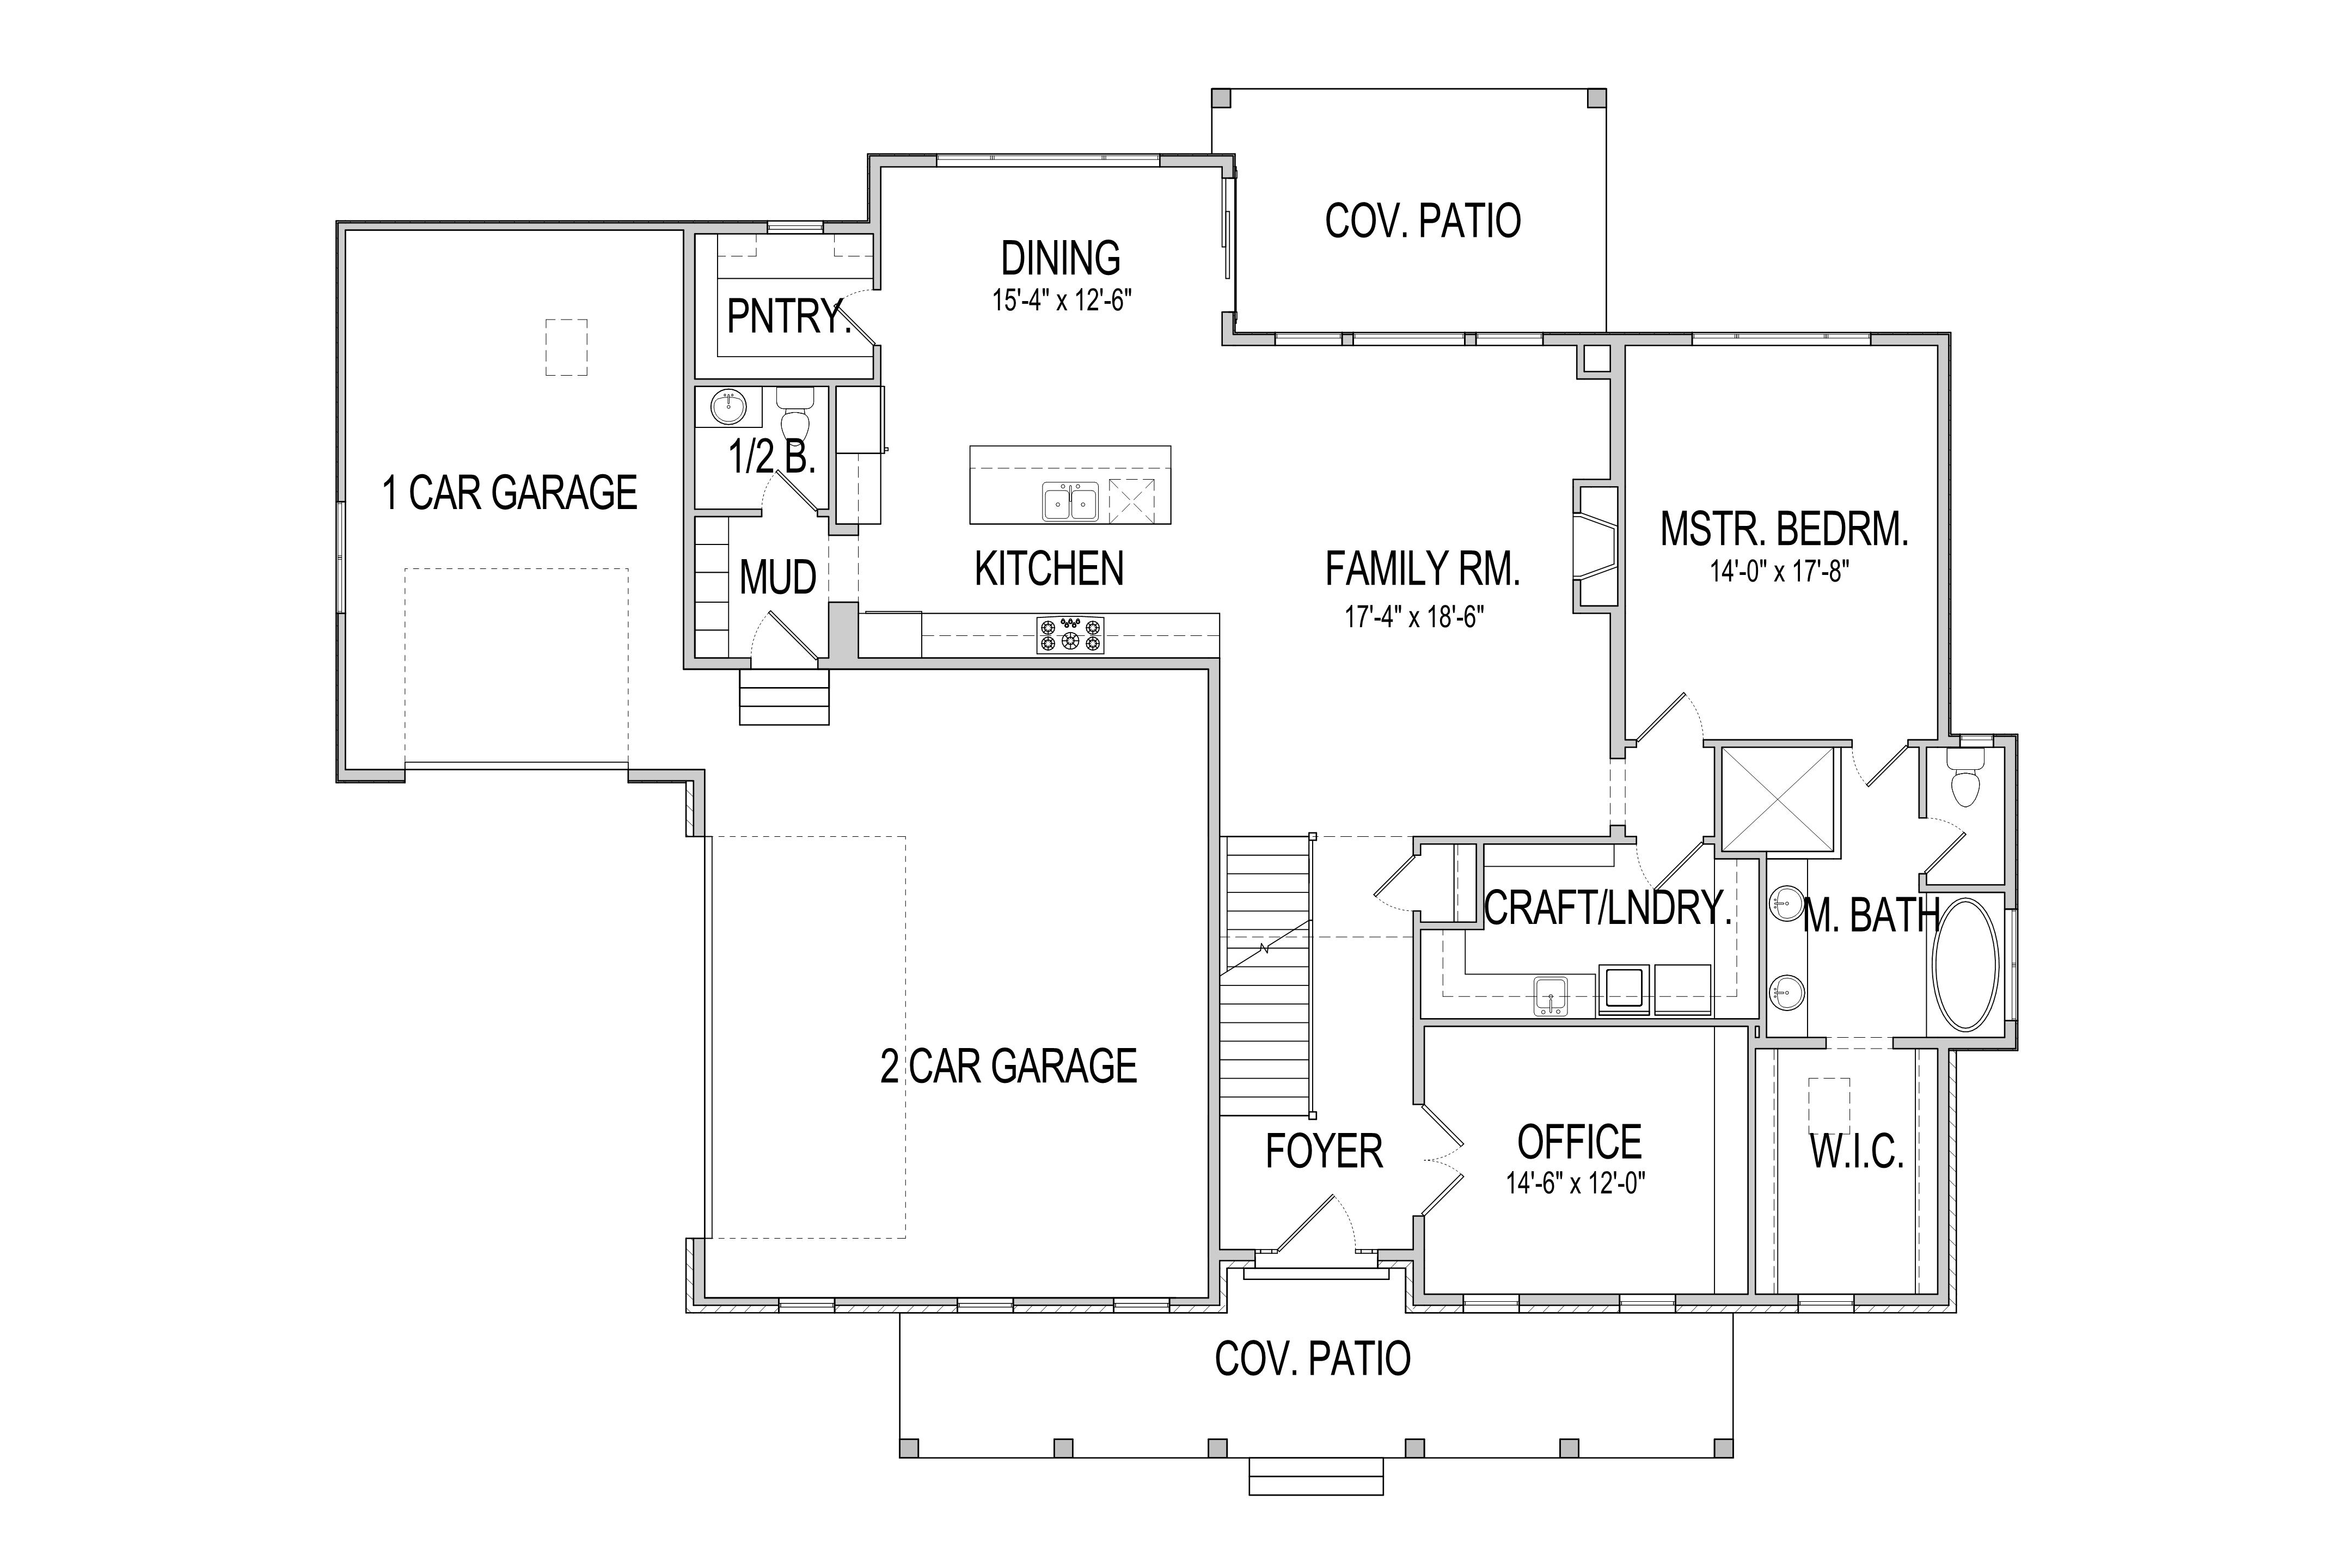 COV. PATIO
DINING
15'-4" x 12'-6"
PNTRY.
1/2 B.
1 CAR GARAGE
MUD
KITCHEN
FAMILY RM.
17'-4" x 18'-6"
MSTR. BEDRM.
14'-0" x 17'-8"
CRAFT/LNDRY.
M. BATH
2 CAR GARAGE
FOYER
OFFICE
14'-6" x 12'-0"
W.I.C.
COV. PATIO